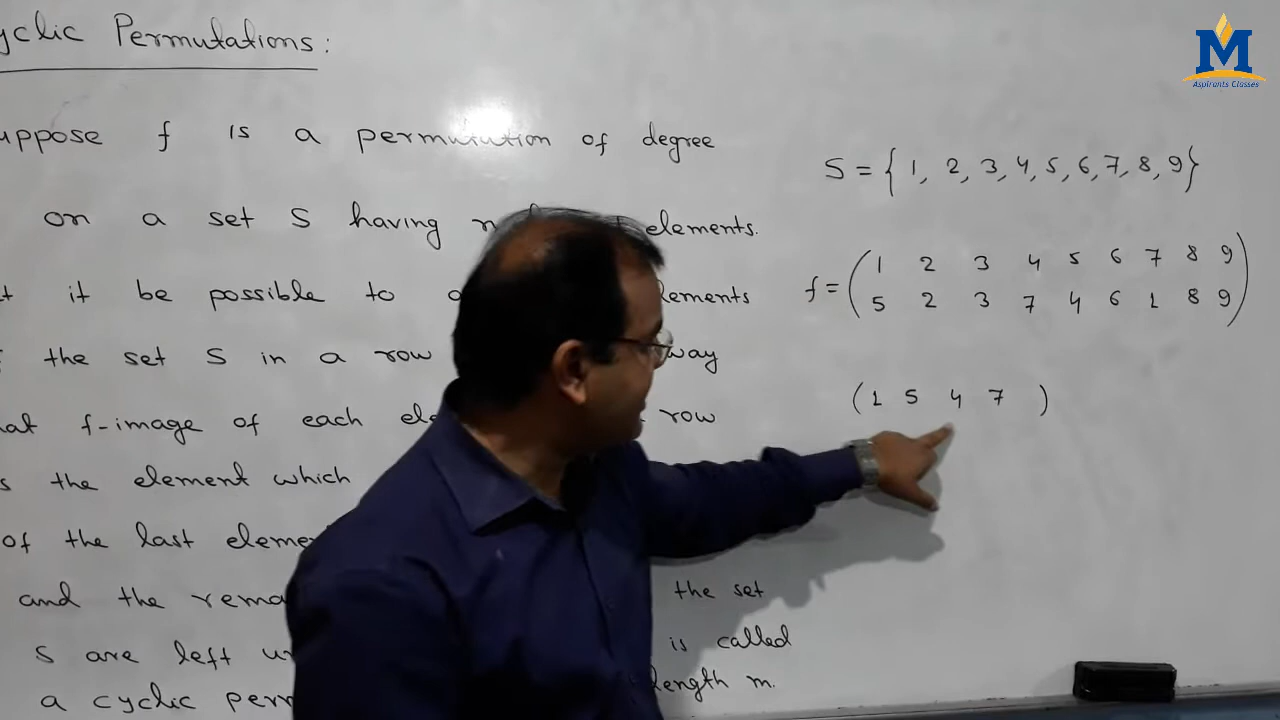 yclic Permutations:
uppose f is a permutation of degree
on a set S having n elements.
it be possible to elements
the set S in a row way
at f-image of each row
s the element which
of the last eleme
and the rema the set
S are left is called
a cyclic per length m.
S = { 1, 2, 3, 4, 5, 6, 7, 8, 9}
f = ( 1 2 3 4 5 6 7 8 9
5 2 3 7 4 6 1 8 9 )
( 1 5 4 7 )
M
Aspirants Classes